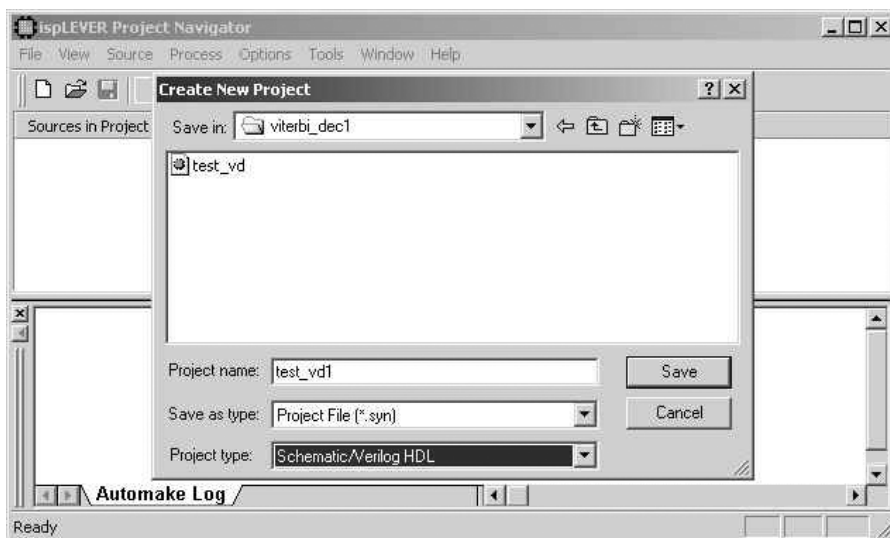 ispLEVER Project Navigator
File View Source Process Options Tools Window Help
Create New Project
Sources in Project
Save in: viterbi_dec1
test_vd
Project name: test_vd1
Save
Save as type: Project File (*.syn)
Cancel
Project type: Schematic/Verilog HDL
Automake Log
Ready